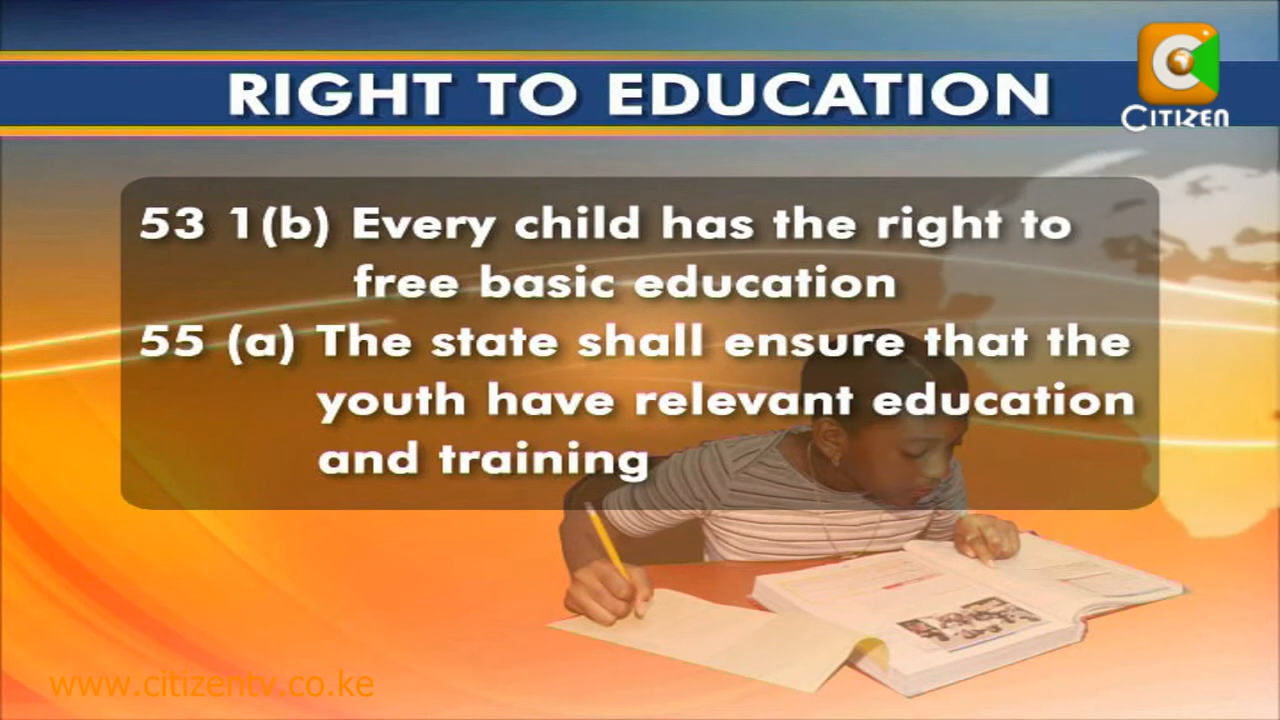 RIGHT TO EDUCATION
CITIZEN
53 1(b) Every child has the right to
free basic education
55 (a) The state shall ensure that the
youth have relevant education
and training
www.citizentv.co.ke